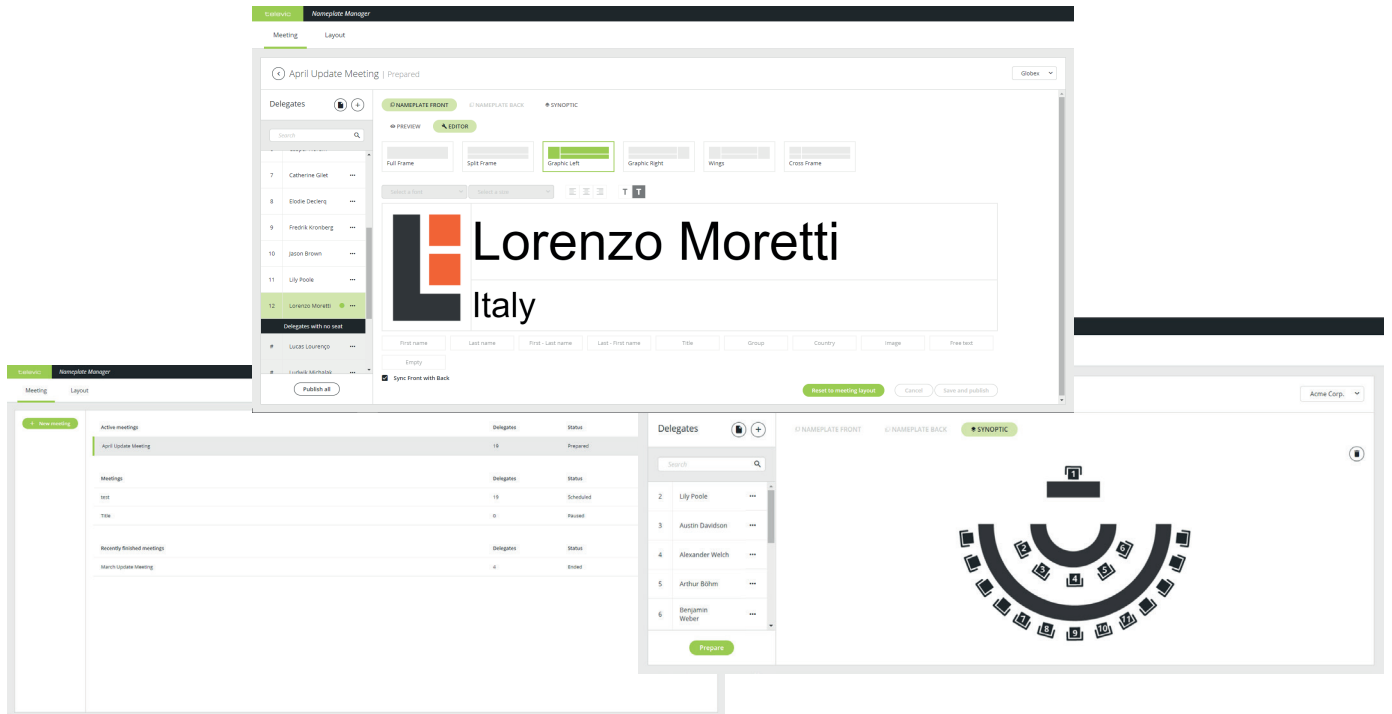 televic Nameplate Manager
Meeting Layout
April Update Meeting | Prepared
Globex
Delegates
NAMEPLATE FRONT NAMEPLATE BACK SYNOPTIC
PREVIEW EDITOR
Search
Full Frame Split Frame Graphic Left Graphic Right Wings Cross Frame
7 Catherine Gilet ...
8 Elodie Declerq ...
9 Fredrik Kronberg ...
10 Jason Brown ...
11 Lily Poole ...
12 Lorenzo Moretti ...
Delegates with no seat
# Lucas Lourenço ...
# Ludwik Michalak ...
Publish all
Select a font Select a size T T
Lorenzo Moretti
Italy
First name Last name First - Last name Last - First name Title Group Country Image Free text
Empty
Sync Front with Back
Reset to meeting layout Cancel Save and publish
televic Nameplate Manager
Meeting Layout
+ New meeting
Active meetings Delegates Status
April Update Meeting 19 Prepared
Meetings Delegates Status
test 19 Scheduled
Title 0 Paused
Recently finished meetings Delegates Status
March Update Meeting 4 Ended
Acme Corp.
Delegates
NAMEPLATE FRONT NAMEPLATE BACK SYNOPTIC
Search
2 Lily Poole ...
3 Austin Davidson ...
4 Alexander Welch ...
5 Arthur Böhm ...
6 Benjamin
Weber ...
Prepare
1
2 6
3 5
4
7 11
8 10
9